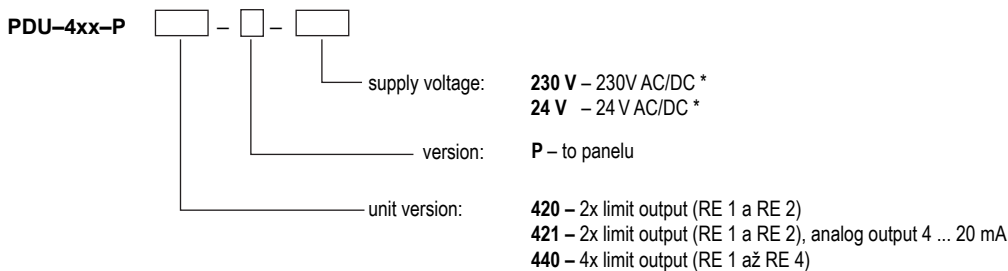 PDU–4xx–P – –
supply voltage: 230 V – 230V AC/DC *
24 V – 24 V AC/DC *
version: P – to panelu
unit version: 420 – 2x limit output (RE 1 a RE 2)
421 – 2x limit output (RE 1 a RE 2), analog output 4 ... 20 mA
440 – 4x limit output (RE 1 až RE 4)